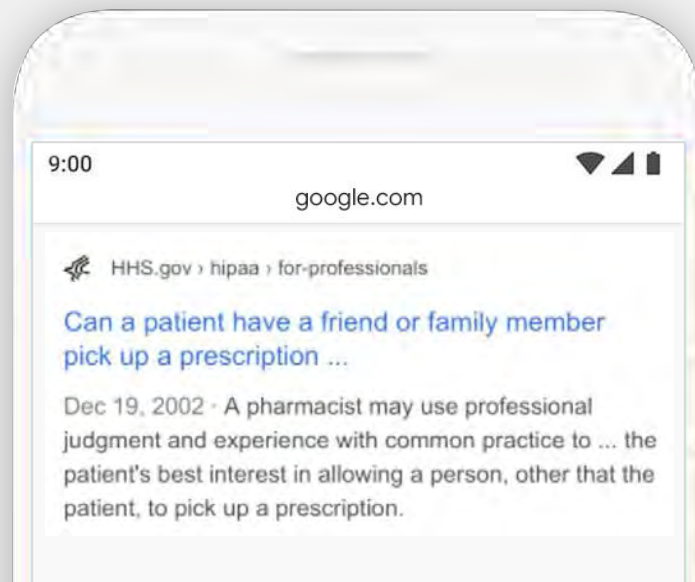 9:00
google.com
HHS.gov › hipaa › for-professionals
Can a patient have a friend or family member
pick up a prescription ...
Dec 19, 2002 · A pharmacist may use professional
judgment and experience with common practice to ... the
patient's best interest in allowing a person, other that the
patient, to pick up a prescription.